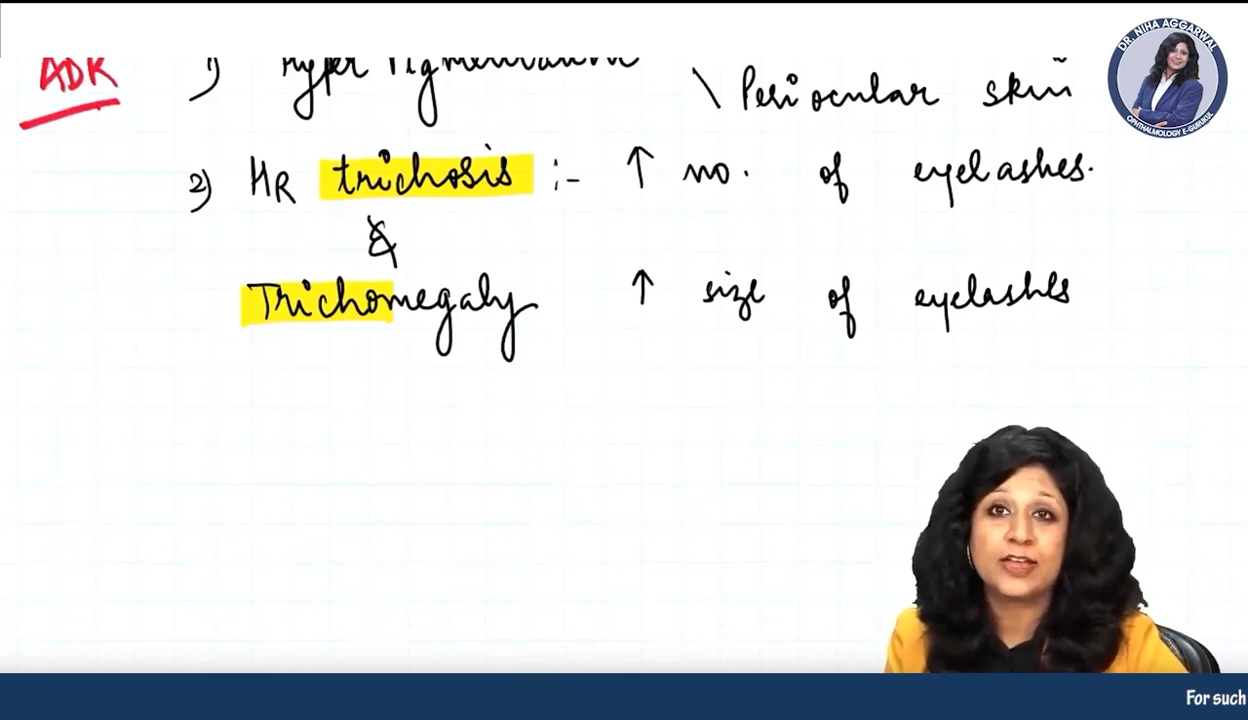 ADR
1) Hyper Pigmentation \ Periocular skin
2) HR trichosis :- ↑ no. of eyelashes.
&
Trichomegaly ↑ size of eyelashes
DR. NIHA AGGARWAL
OPHTHALMOLOGY E-GURUKUL
For such